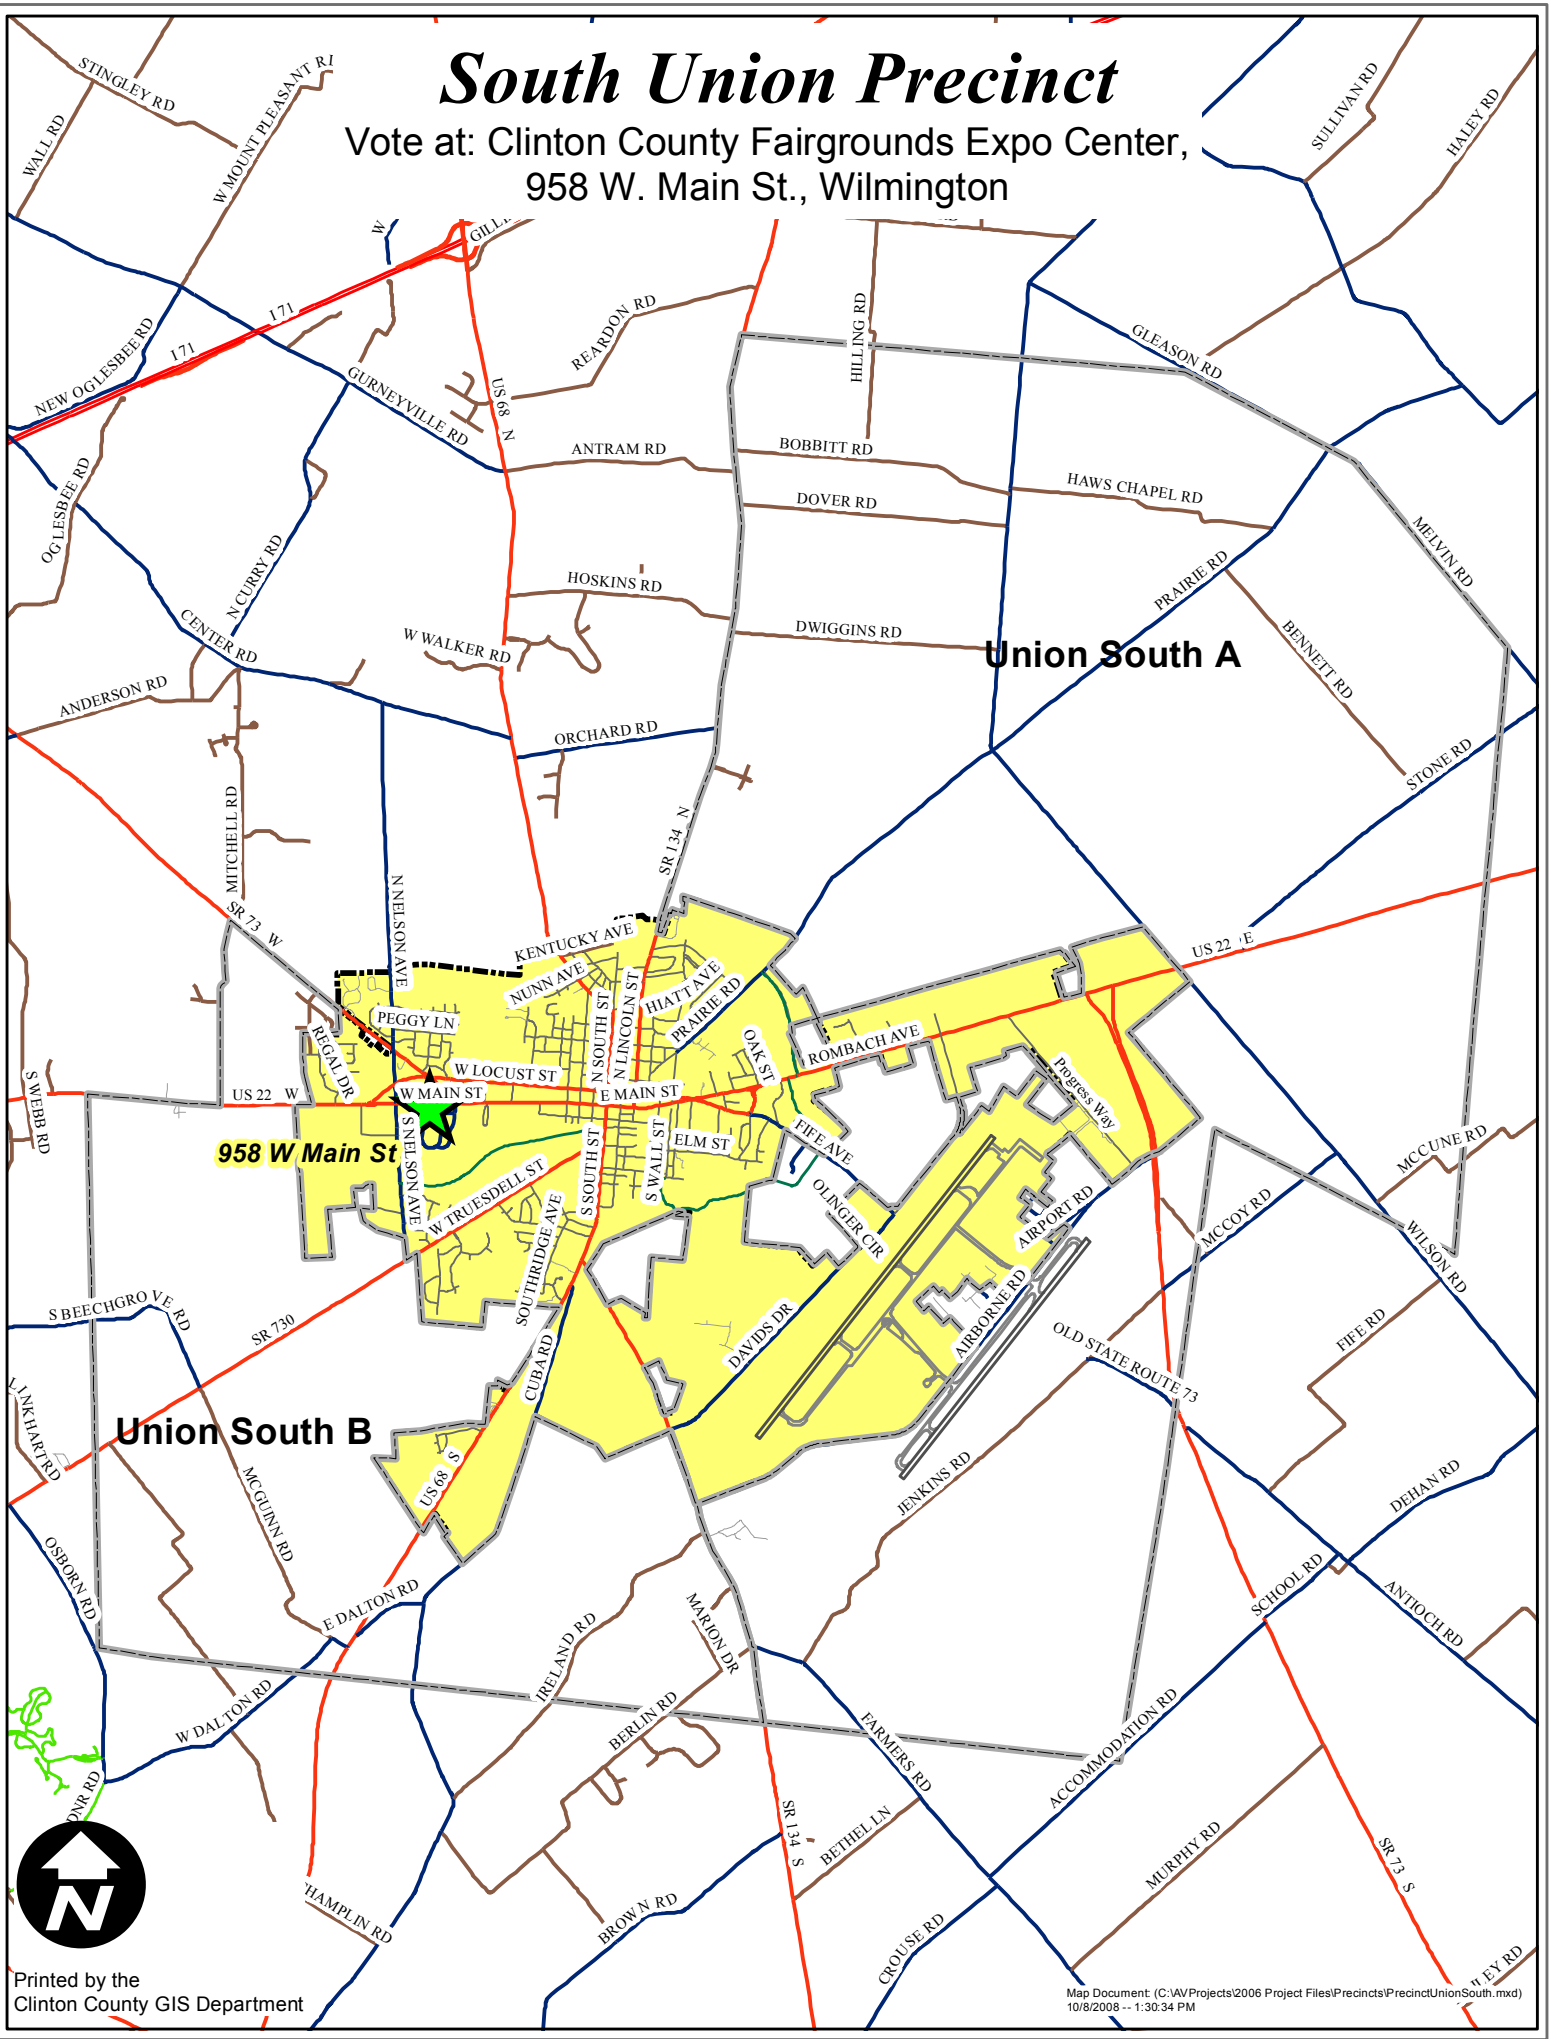 South Union Precinct
Vote at: Clinton County Fairgrounds Expo Center,
958 W. Main St., Wilmington
STINGLEY RD
WALL RD
W MOUNT PLEASANT RD
SULLIVAN RD
HALEY RD
W
I 71
I 71
NEW OGLESBEE RD
REARDON RD
HILLING RD
GLEASON RD
GURNEYVILLE RD
US 68 N
ANTRAM RD
BOBBITT RD
DOVER RD
HAWS CHAPEL RD
OGLESBEE RD
MELVIN RD
N CURRY RD
HOSKINS RD
PRAIRIE RD
CENTER RD
W WALKER RD
DWIGGINS RD
BENNETT RD
Union South A
ANDERSON RD
ORCHARD RD
STONE RD
MITCHELL RD
SR 134 N
SR 73 W
N NELSON AVE
KENTUCKY AVE
US 22 E
NUNN AVE
HIATT AVE
PRAIRIE RD
N SOUTH ST
N LINCOLN ST
PEGGY LN
REGAL DR
OAK ST
ROMBACH AVE
Progress Way
W LOCUST ST
US 22 W
W MAIN ST
E MAIN ST
S WEBB RD
958 W Main St
S NELSON AVE
ELM ST
FIFE AVE
S WALL ST
S SOUTH ST
W TRUESDELL ST
SOUTHRIDGE AVE
OLINGER CIR
AIRPORT RD
MCCUNE RD
MCCOY RD
WILSON RD
S BEECHGROVE RD
SR 730
AIRBORNE RD
DAVIDS DR
CUBA RD
OLD STATE ROUTE 73
FIFE RD
LINKHART RD
Union South B
US 68 S
MCGUINN RD
JENKINS RD
DEHAN RD
OSBORN RD
E DALTON RD
IRELAND RD
MARION DR
SCHOOL RD
ANTIOCH RD
W DALTON RD
BERLIN RD
FARMERS RD
ACCOMMODATION RD
DNR RD
SR 134 S
BETHEL LN
MURPHY RD
SR 73 S
HAMPLIN RD
BROWN RD
CROUSE RD
N
Printed by the
Clinton County GIS Department
Map Document: (C:\AVProjects\2006 Project Files\Precincts\PrecinctUnionSouth.mxd)
10/8/2008 -- 1:30:34 PM